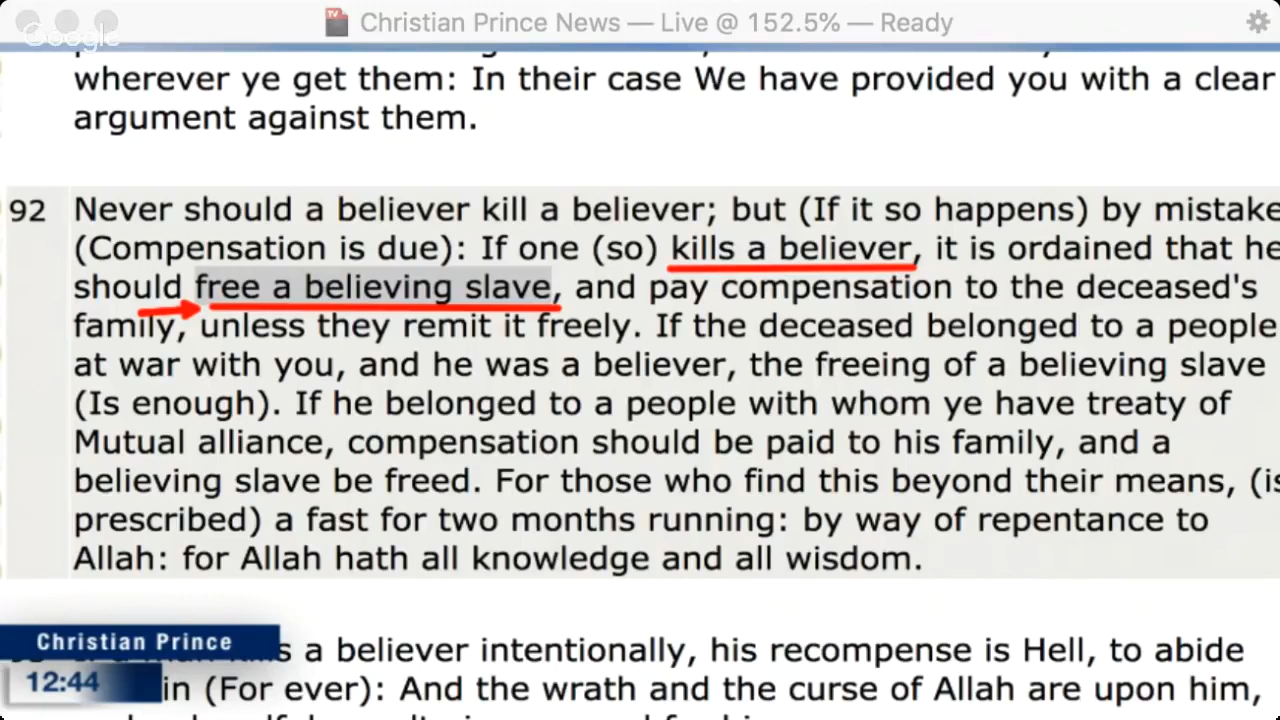 Christian Prince News — Live @ 152.5% — Ready
Google
wherever ye get them: In their case We have provided you with a clear
argument against them.
92
Never should a believer kill a believer; but (If it so happens) by mistake
(Compensation is due): If one (so) kills a believer, it is ordained that he
should free a believing slave, and pay compensation to the deceased's
family, unless they remit it freely. If the deceased belonged to a people
at war with you, and he was a believer, the freeing of a believing slave
(Is enough). If he belonged to a people with whom ye have treaty of
Mutual alliance, compensation should be paid to his family, and a
believing slave be freed. For those who find this beyond their means, (is
prescribed) a fast for two months running: by way of repentance to
Allah: for Allah hath all knowledge and all wisdom.
Christian Prince
a believer intentionally, his recompense is Hell, to abide
12:44
in (For ever): And the wrath and the curse of Allah are upon him,